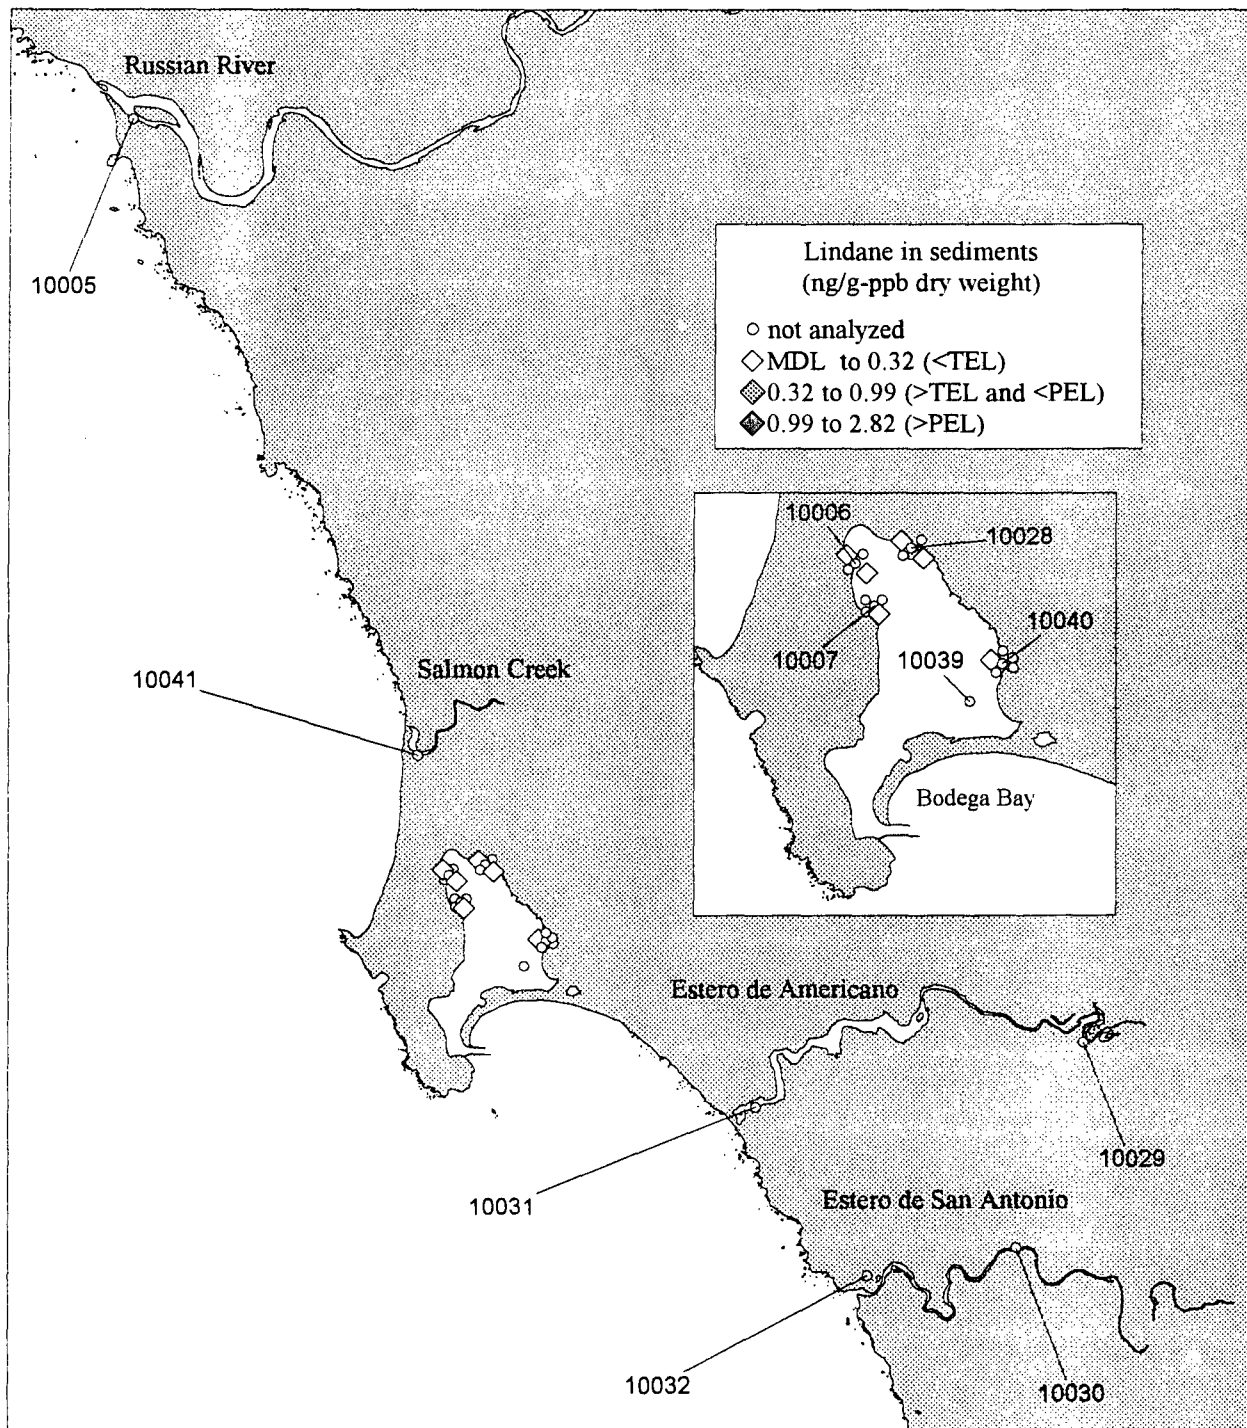 Russian River
10005
Lindane in sediments
(ng/g-ppb dry weight)
not analyzed
MDL to 0.32 (<TEL)
0.32 to 0.99 (>TEL and <PEL)
0.99 to 2.82 (>PEL)
10006
10028
10040
10007
10039
Bodega Bay
Salmon Creek
10041
Estero de Americano
10029
10031
Estero de San Antonio
10032
10030